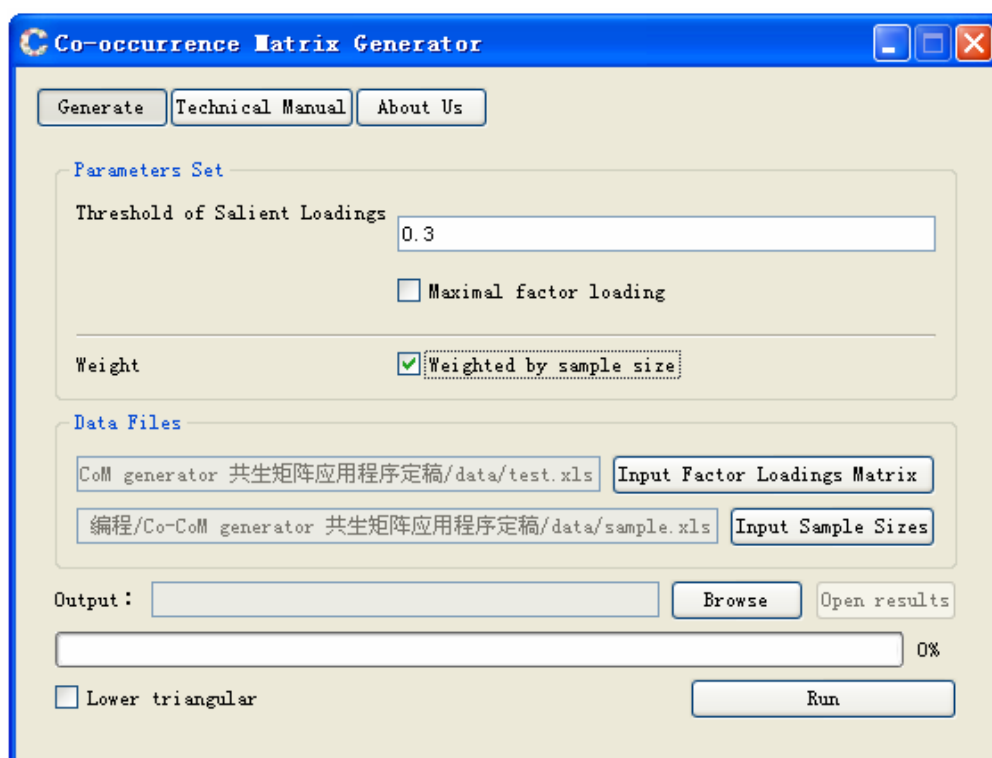 Co-occurrence Matrix Generator
Generate Technical Manual About Us
Parameters Set
Threshold of Salient Loadings
0.3
Maximal factor loading
Weight Weighted by sample size
Data Files
CoM generator 共生矩阵应用程序定稿/data/test.xls Input Factor Loadings Matrix
编程/Co-CoM generator 共生矩阵应用程序定稿/data/sample.xls Input Sample Sizes
Output： Browse Open results
0%
Lower triangular Run